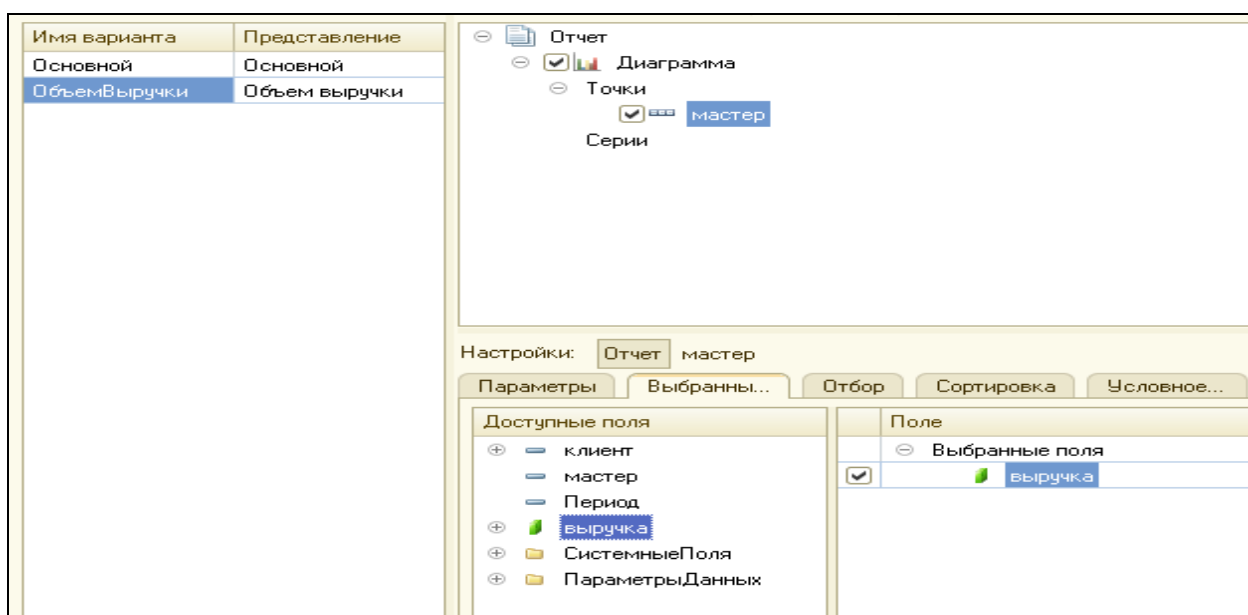 Имя варианта Представление
Основной Основной
ОбъемВыручки Объем выручки
Отчет
Диаграмма
Точки
мастер
Серии
Настройки: Отчет мастер
Параметры Выбранны... Отбор Сортировка Условное...
Доступные поля
клиент
мастер
Период
выручка
СистемныеПоля
ПараметрыДанных
Поле
Выбранные поля
выручка